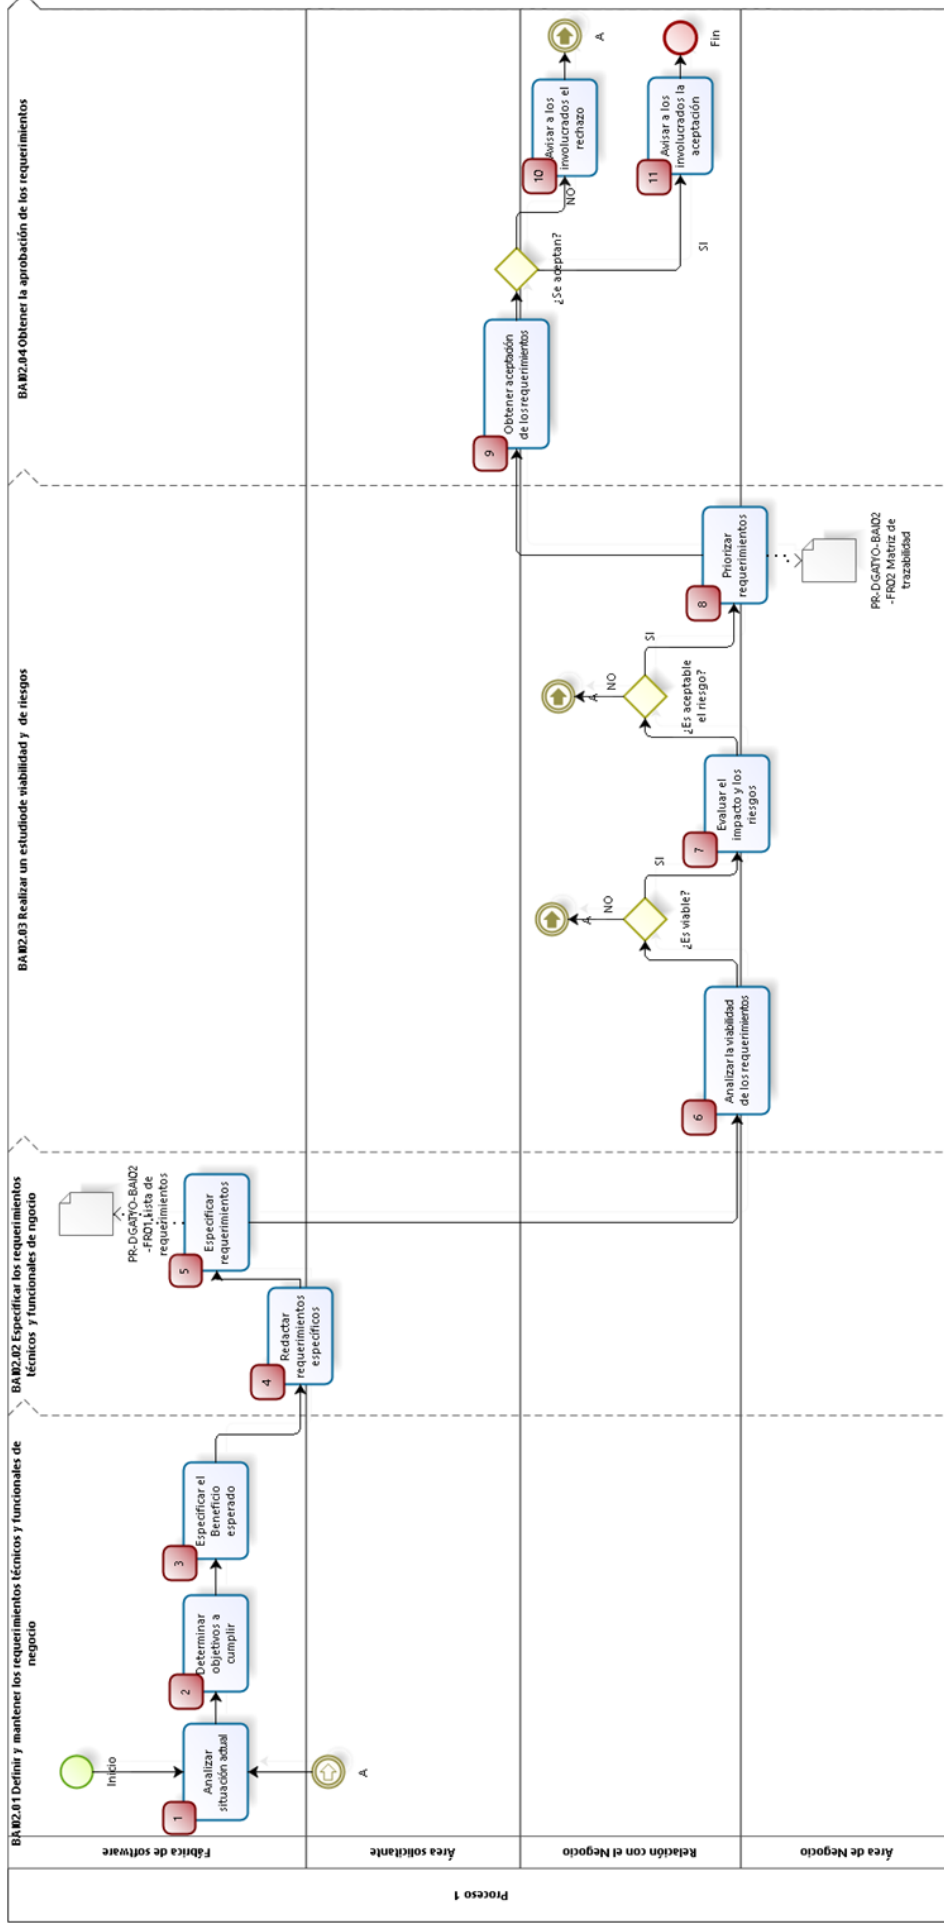 Proceso 1
Fábrica de software
Área solicitante
Relación con el Negocio
Área de Negocio
BAI02.01 Definir y mantener los requerimientos técnicos y funcionales de
negocio
Inicio
1
Analizar
situación actual
A
2
Determinar
objetivos a
cumplir
3
Especificar el
Beneficio
esperado
BAI02.02 Especificar los requerimientos
técnicos y funcionales de ngocio
4
Redactar
requerimientos
específicos
5
Especificar
requerimientos
PR-DGATYO-BAI02
-FR01 Lista de
requerimientos
BAI02.03 Realizar un estudiode viabilidad y de riesgos
6
Analizar la viabilidad
de los requerimientos
¿Es viable?
NO
A
SI
7
Evaluar el
impacto y los
riesgos
¿Es aceptable
el riesgo?
NO
A
SI
8
Priorizar
requerimientos
PR-DGATYO-BAI02
-FR02 Matriz de
trazabilidad
BAI02.04 Obtener la aprobación de los requerimientos
9
Obtener aceptación
de los requerimientos
¿Se aceptan?
NO
SI
10
Avisar a los
involucrados el
rechazo
A
11
Avisar a los
involucrados la
aceptación
Fin